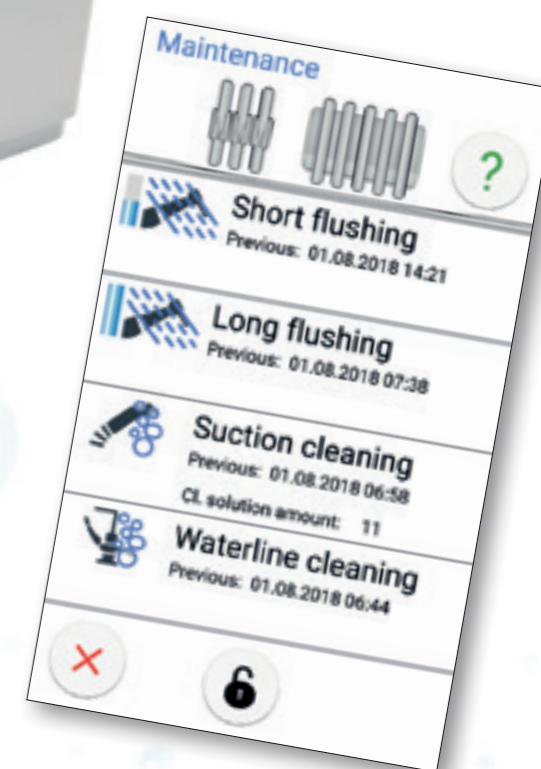 Maintenance
?
Short flushing
Previous: 01.08.2018 14:21
Long flushing
Previous: 01.08.2018 07:38
Suction cleaning
Previous: 01.08.2018 06:58
CL solution amount: 11
Waterline cleaning
Previous: 01.08.2018 06:44